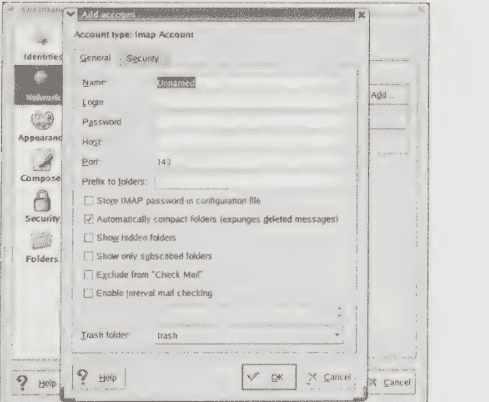 Add account
Account type: Imap Account
General Security
Name: Unnamed
Login
Password
Host
Port: 143
Prefix to folders:
Store IMAP password in configuration file
Automatically compact folders (expunges deleted messages)
Show hidden folders
Show only subscribed folders
Exclude from "Check Mail"
Enable interval mail checking
Trash folder trash
Help OK Cancel
Identities
Network
Appearanc
Compose
Security
Folders
Add...
Help
Cancel